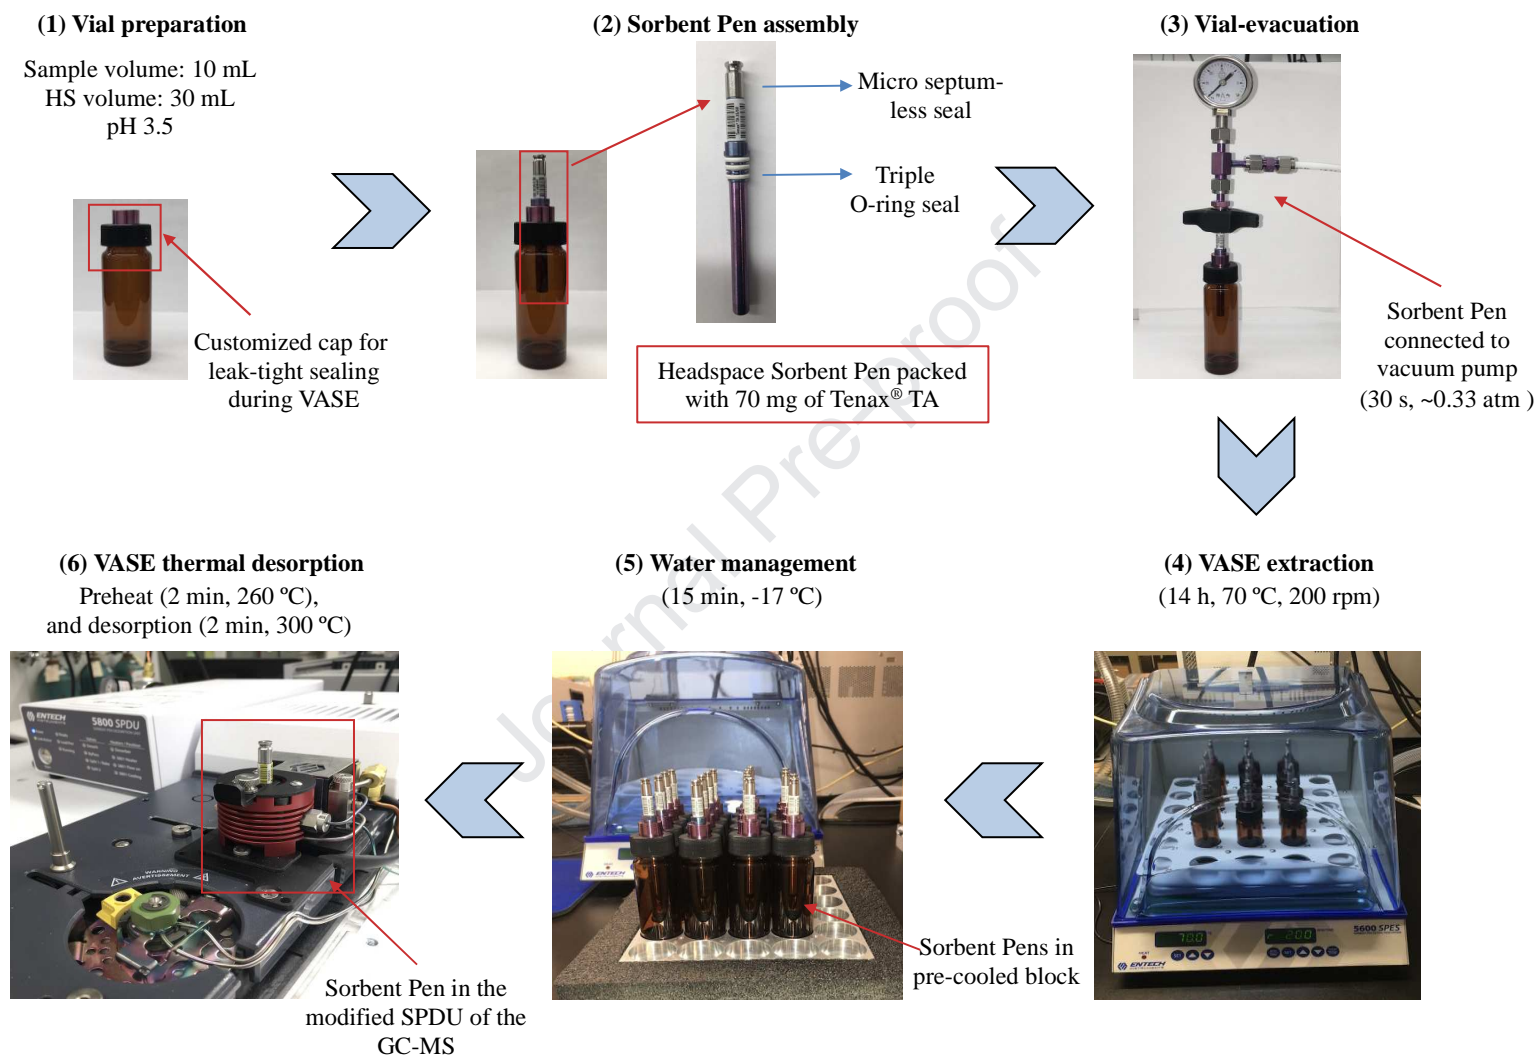 (1) Vial preparation
Sample volume: 10 mL
HS volume: 30 mL
pH 3.5
Customized cap for
leak-tight sealing
during VASE
(2) Sorbent Pen assembly
Micro septum-
less seal
Triple
O-ring seal
Headspace Sorbent Pen packed
with 70 mg of Tenax® TA
(3) Vial-evacuation
Sorbent Pen
connected to
vacuum pump
(30 s, ~0.33 atm )
(4) VASE extraction
(14 h, 70 ºC, 200 rpm)
70.0
200
5600 SPES
ENTECH
(5) Water management
(15 min, -17 ºC)
ENTECH
Sorbent Pens in
pre-cooled block
(6) VASE thermal desorption
Preheat (2 min, 260 ºC),
and desorption (2 min, 300 ºC)
ENTECH
5800 SPDU
WARNING
AVERTISSEMENT
Sorbent Pen in the
modified SPDU of the
GC-MS
Journal Pre-proof